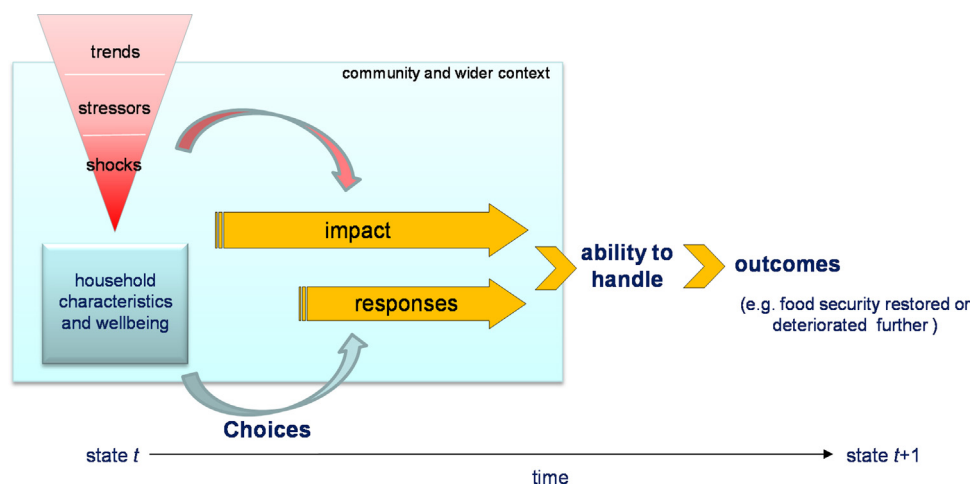 trends
community and wider context
stressors
shocks
impact
household
characteristics
and wellbeing
responses
ability to
handle
outcomes
(e.g. food security restored or
deteriorated further )
Choices
state t
state t+1
time